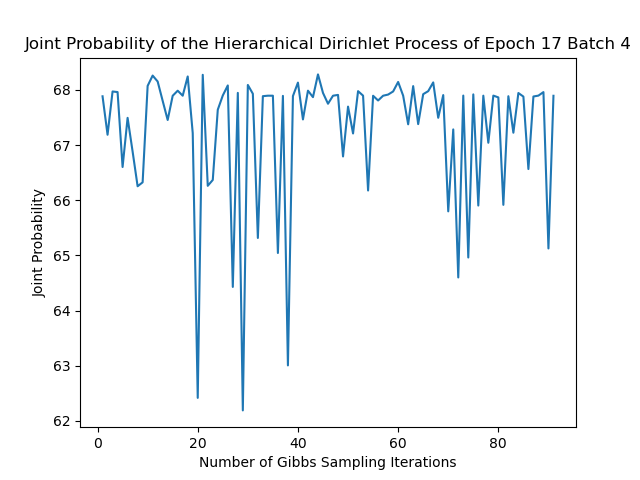 Joint Probability of the Hierarchical Dirichlet Process of Epoch 17 Batch 4
68
67
66
65
64
63
62
Joint Probability
0 20 40 60 80
Number of Gibbs Sampling Iterations